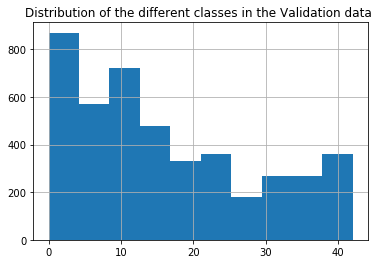 Distribution of the different classes in the Validation data
800
600
400
200
0
0 10 20 30 40